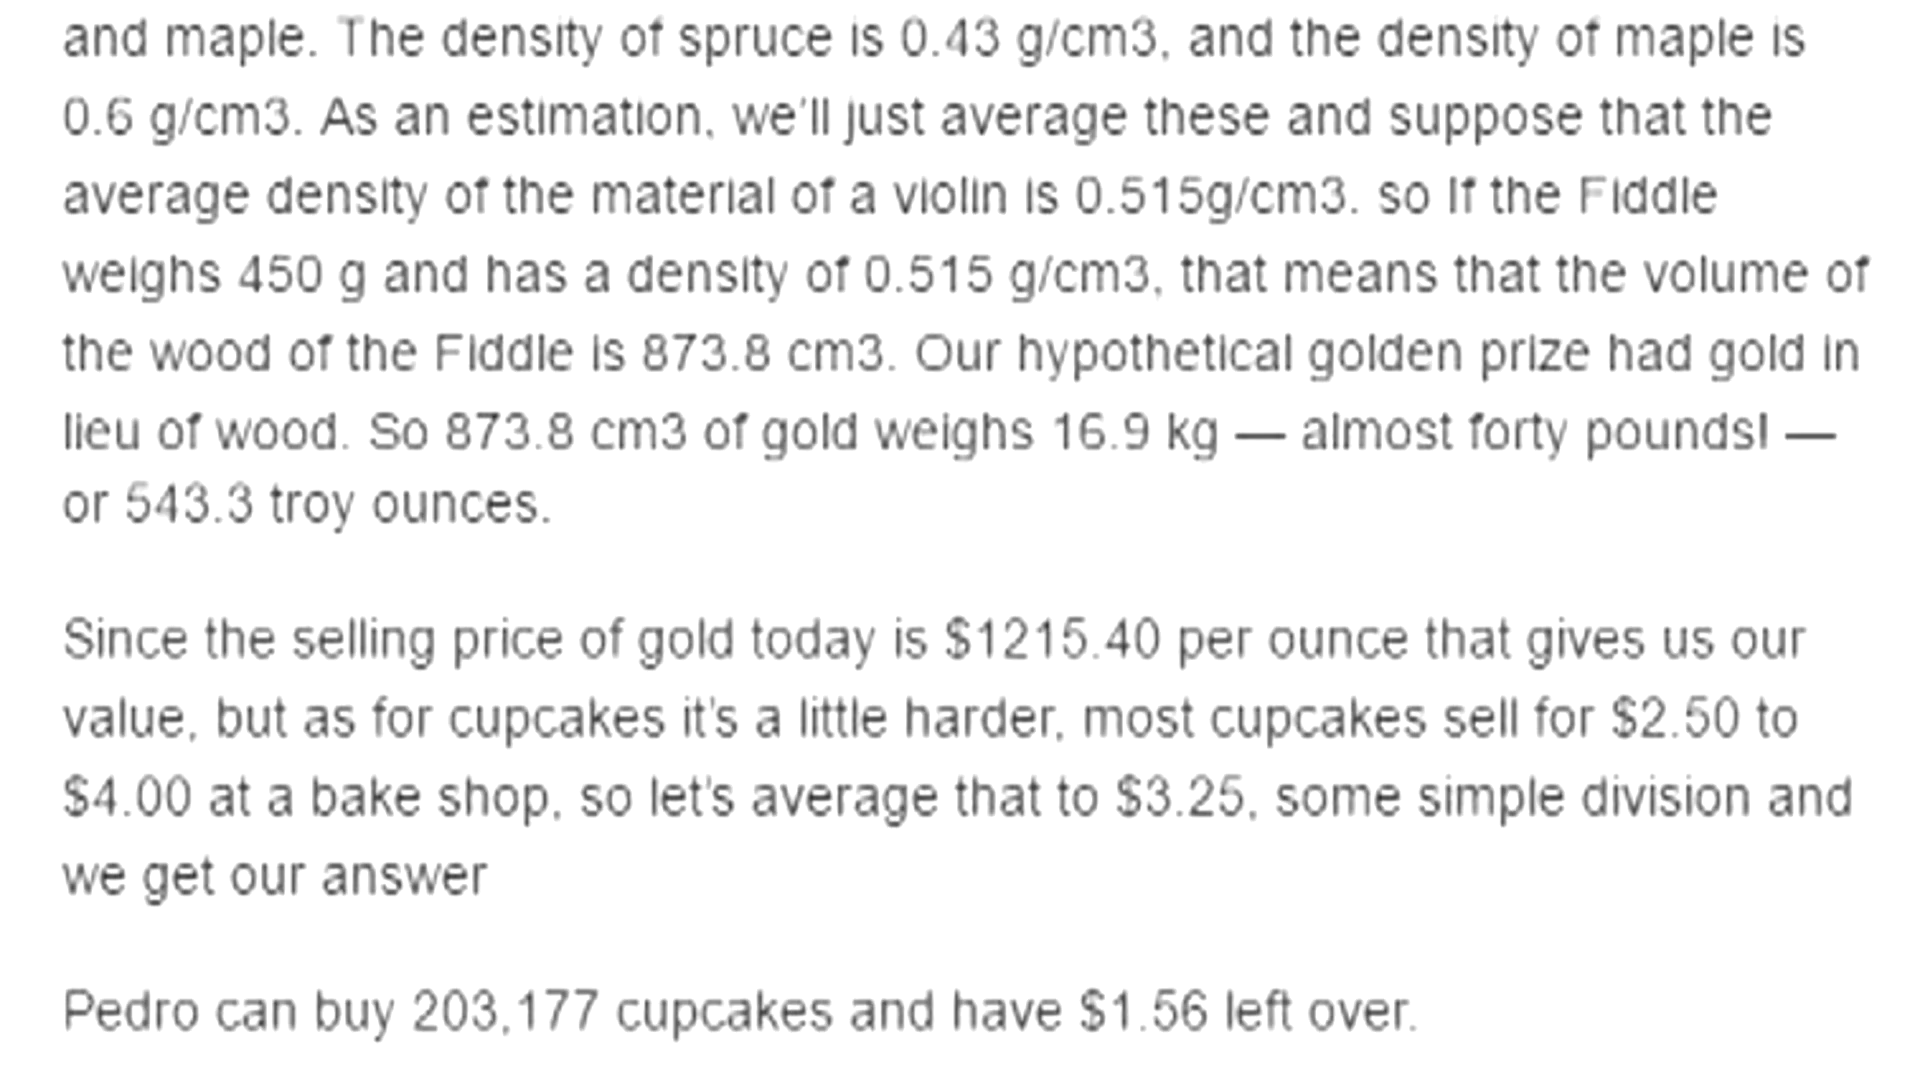 and maple. The density of spruce is 0.43 g/cm3, and the density of maple is
0.6 g/cm3. As an estimation, we'll just average these and suppose that the
average density of the material of a violin is 0.515g/cm3. so If the Fiddle
weighs 450 g and has a density of 0.515 g/cm3, that means that the volume of
the wood of the Fiddle is 873.8 cm3. Our hypothetical golden prize had gold in
lieu of wood. So 873.8 cm3 of gold weighs 16.9 kg — almost forty pounds! —
or 543.3 troy ounces.
Since the selling price of gold today is $1215.40 per ounce that gives us our
value, but as for cupcakes it's a little harder, most cupcakes sell for $2.50 to
$4.00 at a bake shop, so let's average that to $3.25, some simple division and
we get our answer
Pedro can buy 203,177 cupcakes and have $1.56 left over.